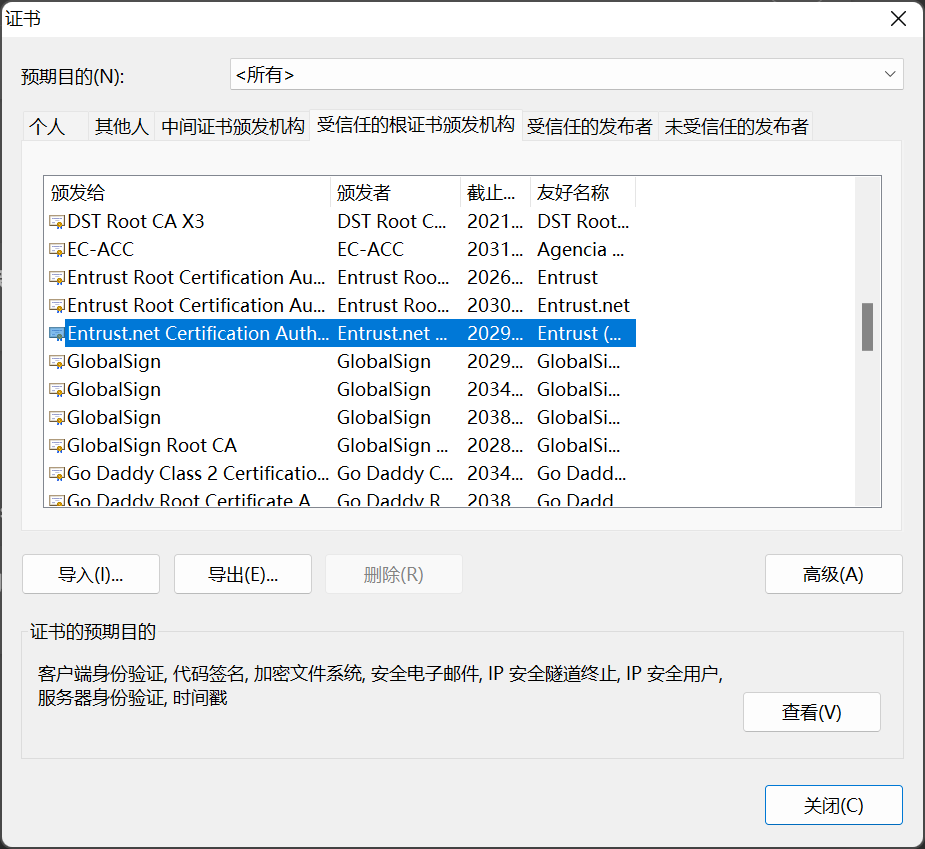 证书
预期目的(N): <所有>
个人 其他人 中间证书颁发机构 受信任的根证书颁发机构 受信任的发布者 未受信任的发布者
颁发给 颁发者 截止... 友好名称
DST Root CA X3 DST Root C... 2021... DST Root...
EC-ACC EC-ACC 2031... Agencia ...
Entrust Root Certification Au... Entrust Roo... 2026... Entrust
Entrust Root Certification Au... Entrust Roo... 2030... Entrust.net
Entrust.net Certification Auth... Entrust.net ... 2029... Entrust (...
GlobalSign GlobalSign 2029... GlobalSi...
GlobalSign GlobalSign 2034... GlobalSi...
GlobalSign GlobalSign 2038... GlobalSi...
GlobalSign Root CA GlobalSign ... 2028... GlobalSi...
Go Daddy Class 2 Certificatio... Go Daddy C... 2034... Go Dadd...
Go Daddy Root Certificate A Go Daddy R 2038 Go Dadd
导入(I)... 导出(E)... 删除(R) 高级(A)
证书的预期目的
客户端身份验证, 代码签名, 加密文件系统, 安全电子邮件, IP 安全隧道终止, IP 安全用户,
服务器身份验证, 时间戳
查看(V)
关闭(C)